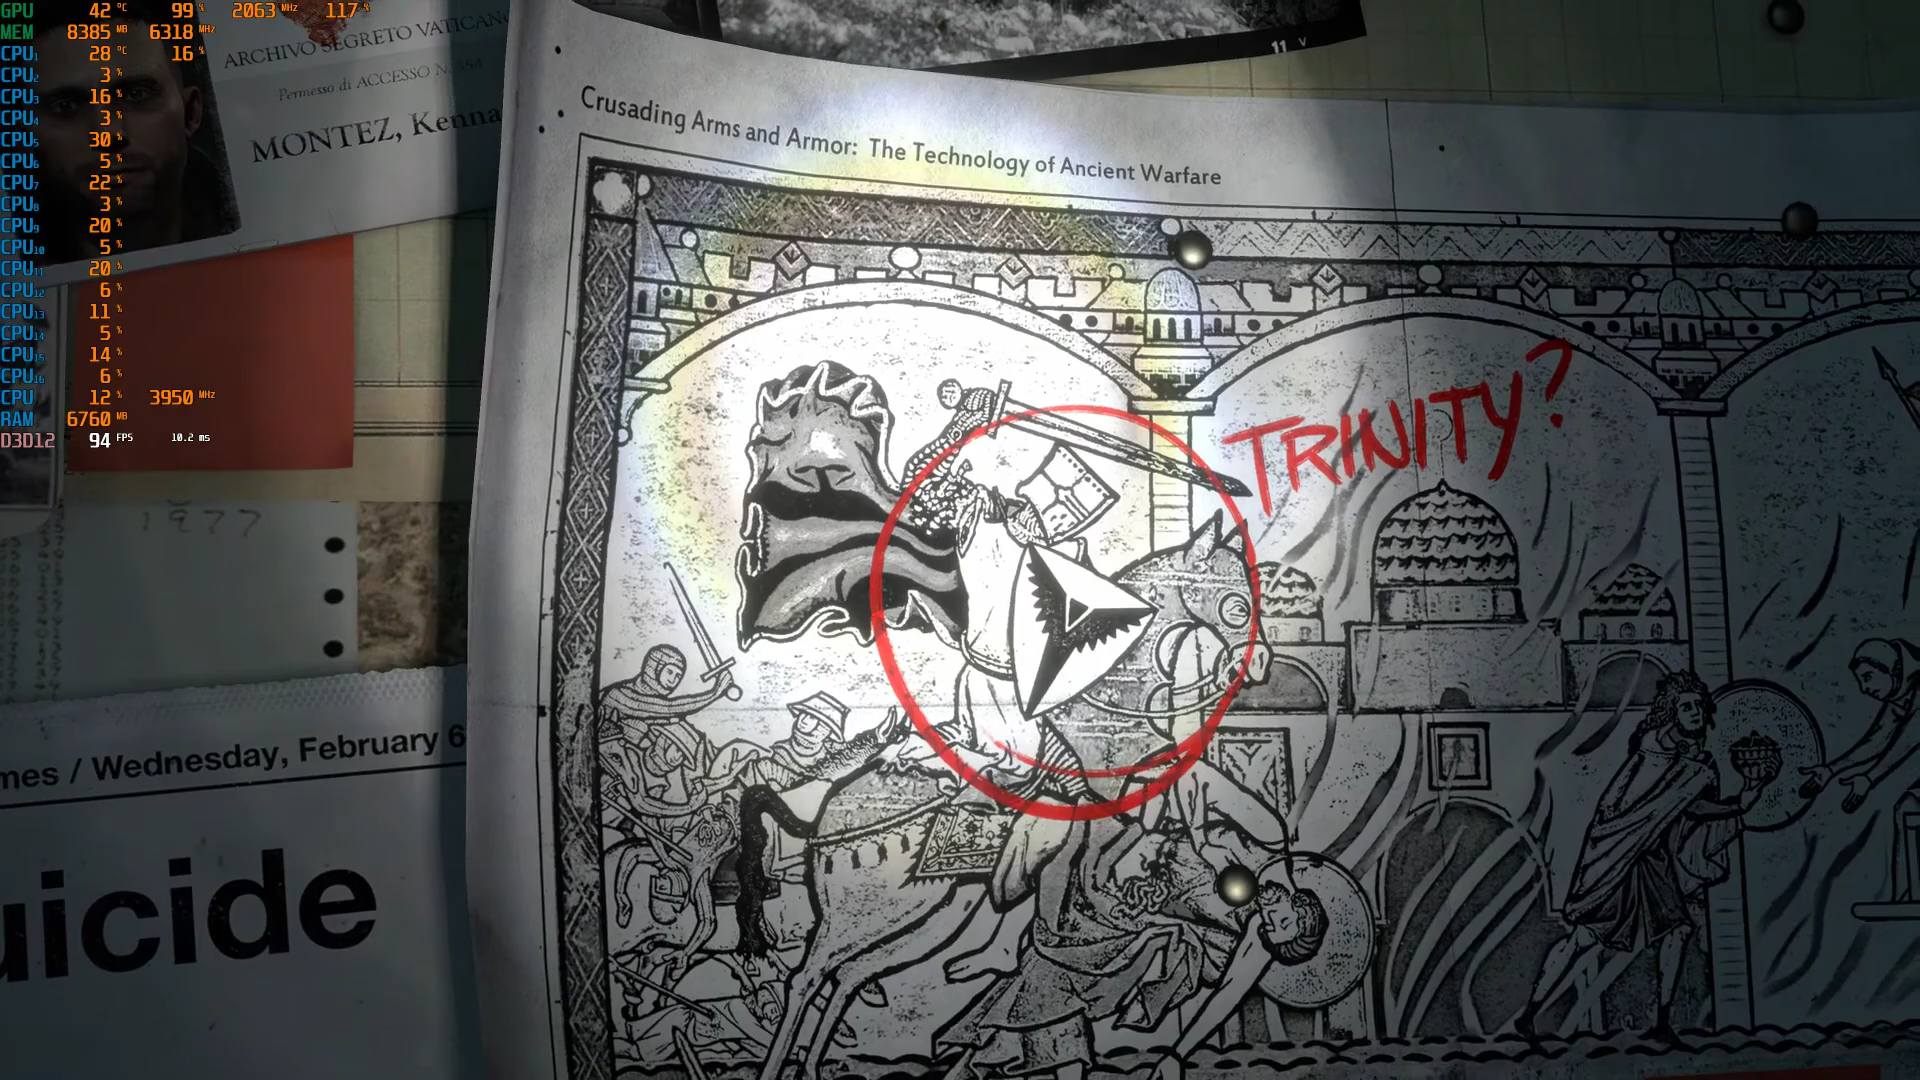 GPU 42 °C 99 % 2063 MHz 117 %
MEM 8385 MB 6318 MHz
CPU1 28 °C 16 %
CPU2 3 %
CPU3 16 %
CPU4 3 %
CPU5 30 %
CPU6 5 %
CPU7 22 %
CPU8 3 %
CPU9 20 %
CPU10 5 %
CPU11 20 %
CPU12 6 %
CPU13 11 %
CPU14 5 %
CPU15 14 %
CPU16 6 %
CPU 12 % 3950 MHz
RAM 6760 MB
D3D12 94 FPS 10.2 ms
ARCHIVO SEGRETO VATICANO
Permesso di ACCESSO N.
MONTEZ, Kenna
11
Crusading Arms and Armor: The Technology of Ancient Warfare
TRINITY?
1977
mes / Wednesday, February 6
uicide